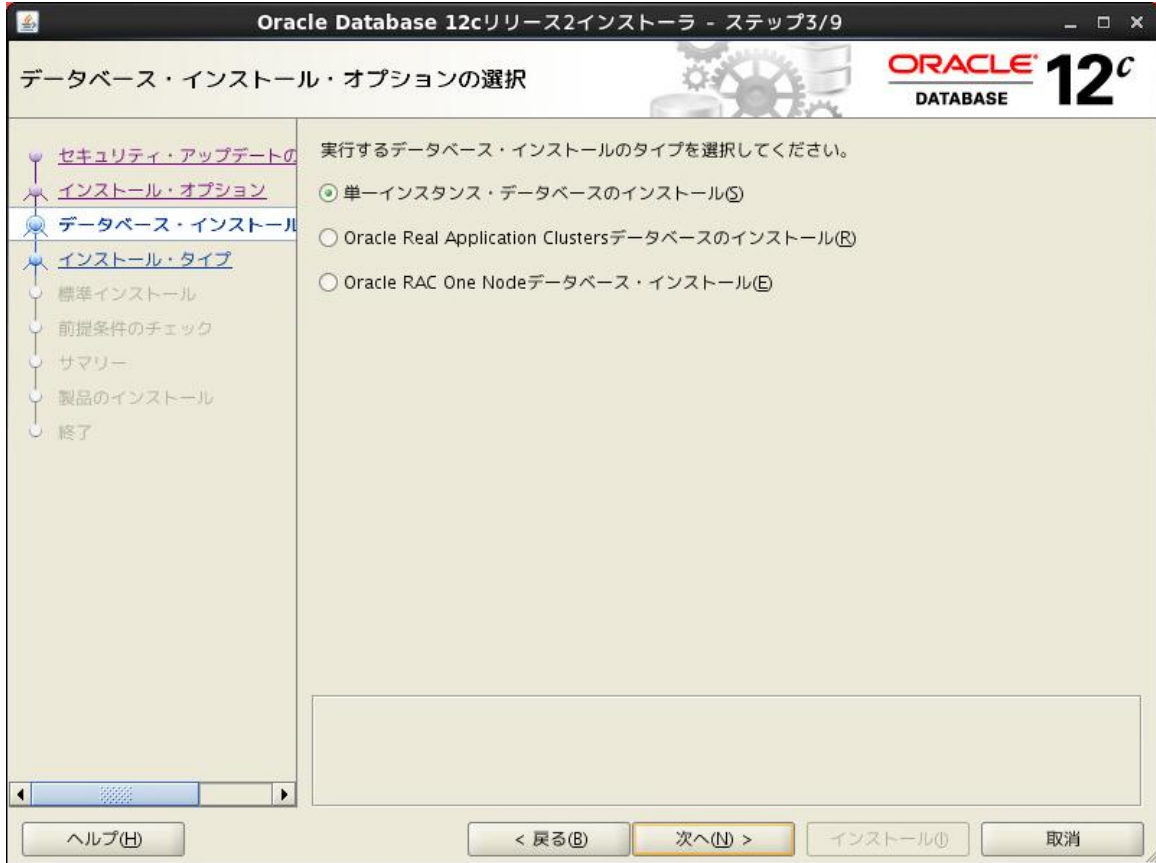 Oracle Database 12cリリース2インストーラ - ステップ3/9
データベース・インストール・オプションの選択
ORACLE
DATABASE
12c
セキュリティ・アップデートの
インストール・オプション
データベース・インストール
インストール・タイプ
標準インストール
前提条件のチェック
サマリー
製品のインストール
終了
実行するデータベース・インストールのタイプを選択してください。
単一インスタンス・データベースのインストール(S)
Oracle Real Application Clustersデータベースのインストール(R)
Oracle RAC One Nodeデータベース・インストール(E)
ヘルプ(H)
< 戻る(B)
次へ(N) >
インストール(I)
取消